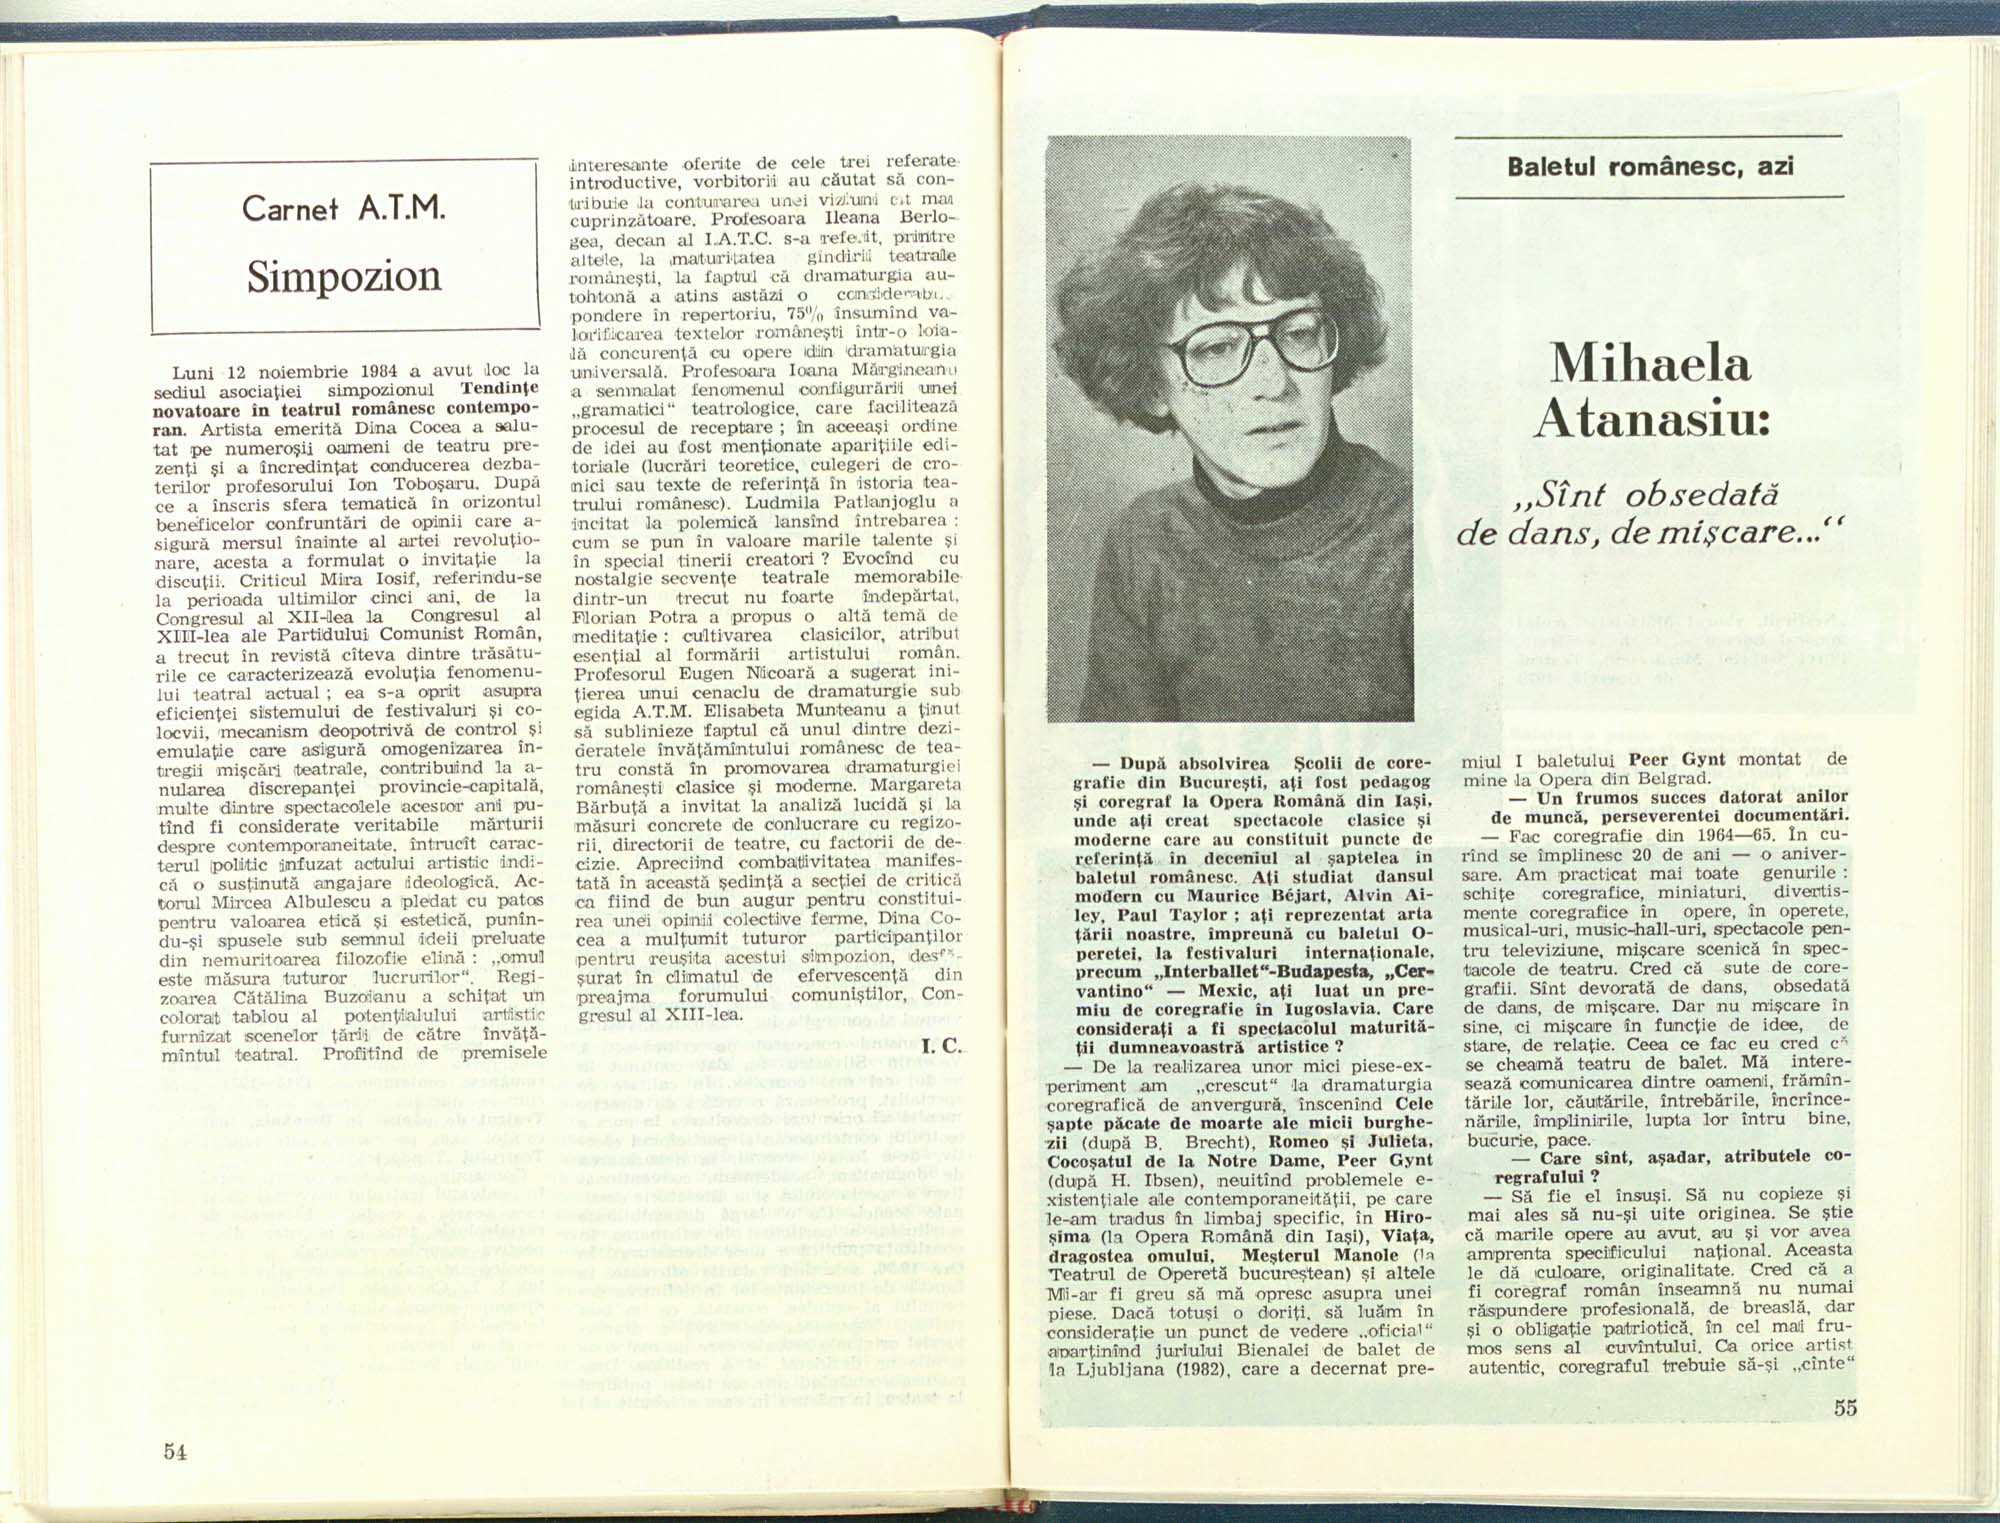 Carnet A.T.M.
Simpozion
Luni 12 noiembrie 1984 a avut loc la
sediul asociației simpozionul Tendințe
novatoare în teatrul românesc contempo-
ran. Artista emerită Dina Cocea a salu-
tat pe numeroșii oameni de teatru pre-
zenți și a încredințat conducerea dezba-
terilor profesorului Ion Toboșaru. După
ce a înscris sfera tematică în orizontul
beneficelor confruntări de opinii care a-
sigură mersul înainte al artei revoluțio-
nare, acesta a formulat o invitație la
discuții. Criticul Mira Iosif, referindu-se
la perioada ultimilor cinci ani, de la
Congresul al XII-lea la Congresul al
XIII-lea ale Partidului Comunist Român,
a trecut în revistă cîteva dintre trăsătu-
rile ce caracterizează evoluția fenomenu-
lui teatral actual ; ea s-a oprit asupra
eficienței sistemului de festivaluri și co-
locvii, mecanism deopotrivă de control și
emulație care asigură omogenizarea în-
tregii mișcări teatrale, contribuind la a-
nularea discrepanței provincie-capitală,
multe dintre spectacolele acestor ani pu-
tînd fi considerate veritabile mărturii
despre contemporaneitate, întrucît carac-
terul politic infuzat actului artistic indi-
că o susținută angajare ideologică. Ac-
torul Mircea Albulescu a pledat cu patos
pentru valoarea etică și estetică, punîn-
du-și spusele sub semnul ideii preluate
din nemuritoarea filozofie elină : „omul
este măsura tuturor lucrurilor“. Regi-
zoarea Cătălina Buzoianu a schițat un
colorat tablou al potențialului artistic
furnizat scenelor țării de către învăță-
mîntul teatral. Profitînd de premisele
interesante oferite de cele trei referate
introductive, vorbitorii au căutat să con-
tribuie la conturarea unei viziuni cît mai
cuprinzătoare. Profesoara Ileana Berlo-
gea, decan al I.A.T.C. s-a referit, printre
altele, la maturitatea gîndirii teatrale
românești, la faptul că dramaturgia au-
tohtonă a atins astăzi o
pondere în repertoriu, 75% însumînd va-
lorificarea textelor românești într-o loia-
lă concurență cu opere din dramaturgia
universală. Profesoara Ioana Mărgineanu
a semnalat fenomenul configurării unei
„gramatici“ teatrologice, care facilitează
procesul de receptare ; în aceeași ordine
de idei au fost menționate aparițiile edi-
toriale (lucrări teoretice, culegeri de cro-
nici sau texte de referință în istoria tea-
trului românesc). Ludmila Patlanjoglu a
incitat la polemică lansînd întrebarea :
cum se pun în valoare marile talente și
în special tinerii creatori ? Evocînd cu
nostalgie secvențe teatrale memorabile
dintr-un trecut nu foarte îndepărtat,
Florian Potra a propus o altă temă de
meditație : cultivarea clasicilor, atribut
esențial al formării artistului român.
Profesorul Eugen Nicoară a sugerat ini-
țierea unui cenaclu de dramaturgie sub
egida A.T.M. Elisabeta Munteanu a ținut
să sublinieze faptul că unul dintre dezi-
deratele învățămîntului românesc de tea-
tru constă în promovarea dramaturgiei
românești clasice și moderne. Margareta
Bărbuță a invitat la analiză lucidă și la
măsuri concrete de conlucrare cu regizo-
rii, directorii de teatre, cu factorii de de-
cizie. Apreciind combativitatea manifes-
tată în această ședință a secției de critică
ca fiind de bun augur pentru constitui-
rea unei opinii colective ferme, Dina Co-
cea a mulțumit tuturor participanților
pentru reușita acestui simpozion, desfă-
șurat în climatul de efervescență din
preajma forumului comuniștilor, Con-
gresul al XIII-lea.
I. C.
54
Baletul românesc, azi
Mihaela
Atanasiu:
„Sînt obsedată
de dans, de mișcare...“
— După absolvirea Școlii de core-
grafie din București, ați fost pedagog
și coregraf la Opera Română din Iași,
unde ați creat spectacole clasice și
moderne care au constituit puncte de
referință în deceniul al șaptelea în
baletul românesc. Ați studiat dansul
modern cu Maurice Béjart, Alvin Ai-
ley, Paul Taylor ; ați reprezentat arta
țării noastre, împreună cu baletul O-
peretei, la festivaluri internaționale,
precum „Interballet“-Budapesta, „Cer-
vantino“ — Mexic, ați luat un pre-
miu de coregrafie în Iugoslavia. Care
considerați a fi spectacolul maturită-
ții dumneavoastră artistice ?
— De la realizarea unor mici piese-ex-
periment am „crescut“ la dramaturgia
coregrafică de anvergură, înscenînd Cele
șapte păcate de moarte ale micii burghe-
zii (după B. Brecht), Romeo și Julieta,
Cocoșatul de la Notre Dame, Peer Gynt
(după H. Ibsen), neuitînd problemele e-
xistențiale ale contemporaneității, pe care
le-am tradus în limbaj specific, în Hiro-
șima (la Opera Română din Iași), Viața,
dragostea omului, Meșterul Manole (la
Teatrul de Operetă bucureștean) și altele
Mi-ar fi greu să mă opresc asupra unei
piese. Dacă totuși o doriți, să luăm în
considerație un punct de vedere „oficial“
aparținînd juriului Bienalei de balet de
la Ljubljana (1982), care a decernat pre-
miul I baletului Peer Gynt montat de
mine la Opera din Belgrad.
— Un frumos succes datorat anilor
de muncă, perseverentei documentări.
— Fac coregrafie din 1964—65. În cu-
rînd se împlinesc 20 de ani — o aniver-
sare. Am practicat mai toate genurile :
schițe coregrafice, miniaturi, divertis-
mente coregrafice în opere, în operete,
musical-uri, music-hall-uri, spectacole pen-
tru televiziune, mișcare scenică în spec-
tacole de teatru. Cred că sute de core-
grafii. Sînt devorată de dans, obsedată
de dans, de mișcare. Dar nu mișcare în
sine, ci mișcare în funcție de idee, de
stare, de relație. Ceea ce fac eu cred că
se cheamă teatru de balet. Mă intere-
sează comunicarea dintre oameni, frămîn-
tările lor, căutările, întrebările, încrînce-
nările, împlinirile, lupta lor întru bine,
bucurie, pace.
— Care sînt, așadar, atributele co-
regrafului ?
— Să fie el însuși. Să nu copieze și
mai ales să nu-și uite originea. Se știe
că marile opere au avut, au și vor avea
amprenta specificului național. Aceasta
le dă culoare, originalitate. Cred că a
fi coregraf român înseamnă nu numai
răspundere profesională, de breaslă, dar
și o obligație patriotică, în cel mai fru-
mos sens al cuvîntului. Ca orice artist
autentic, coregraful trebuie să-și „cînte“
55